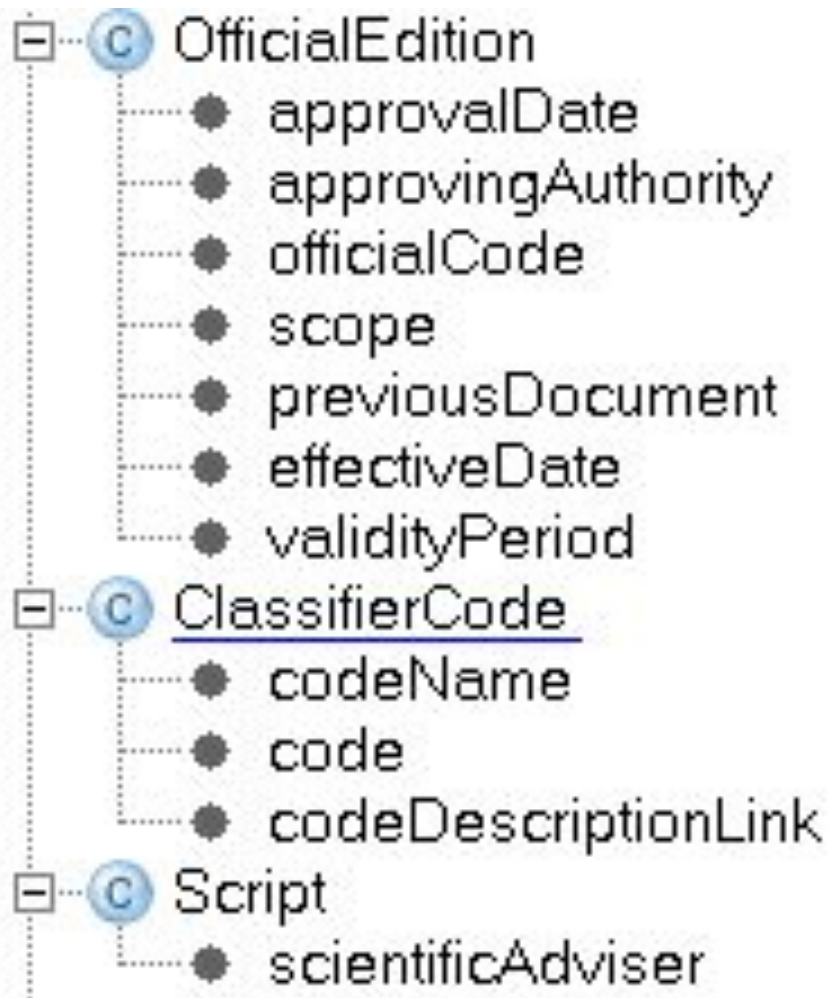 C OfficialEdition
approvalDate
approvingAuthority
officialCode
scope
previousDocument
effectiveDate
validityPeriod
C ClassifierCode
codeName
code
codeDescriptionLink
C Script
scientificAdviser